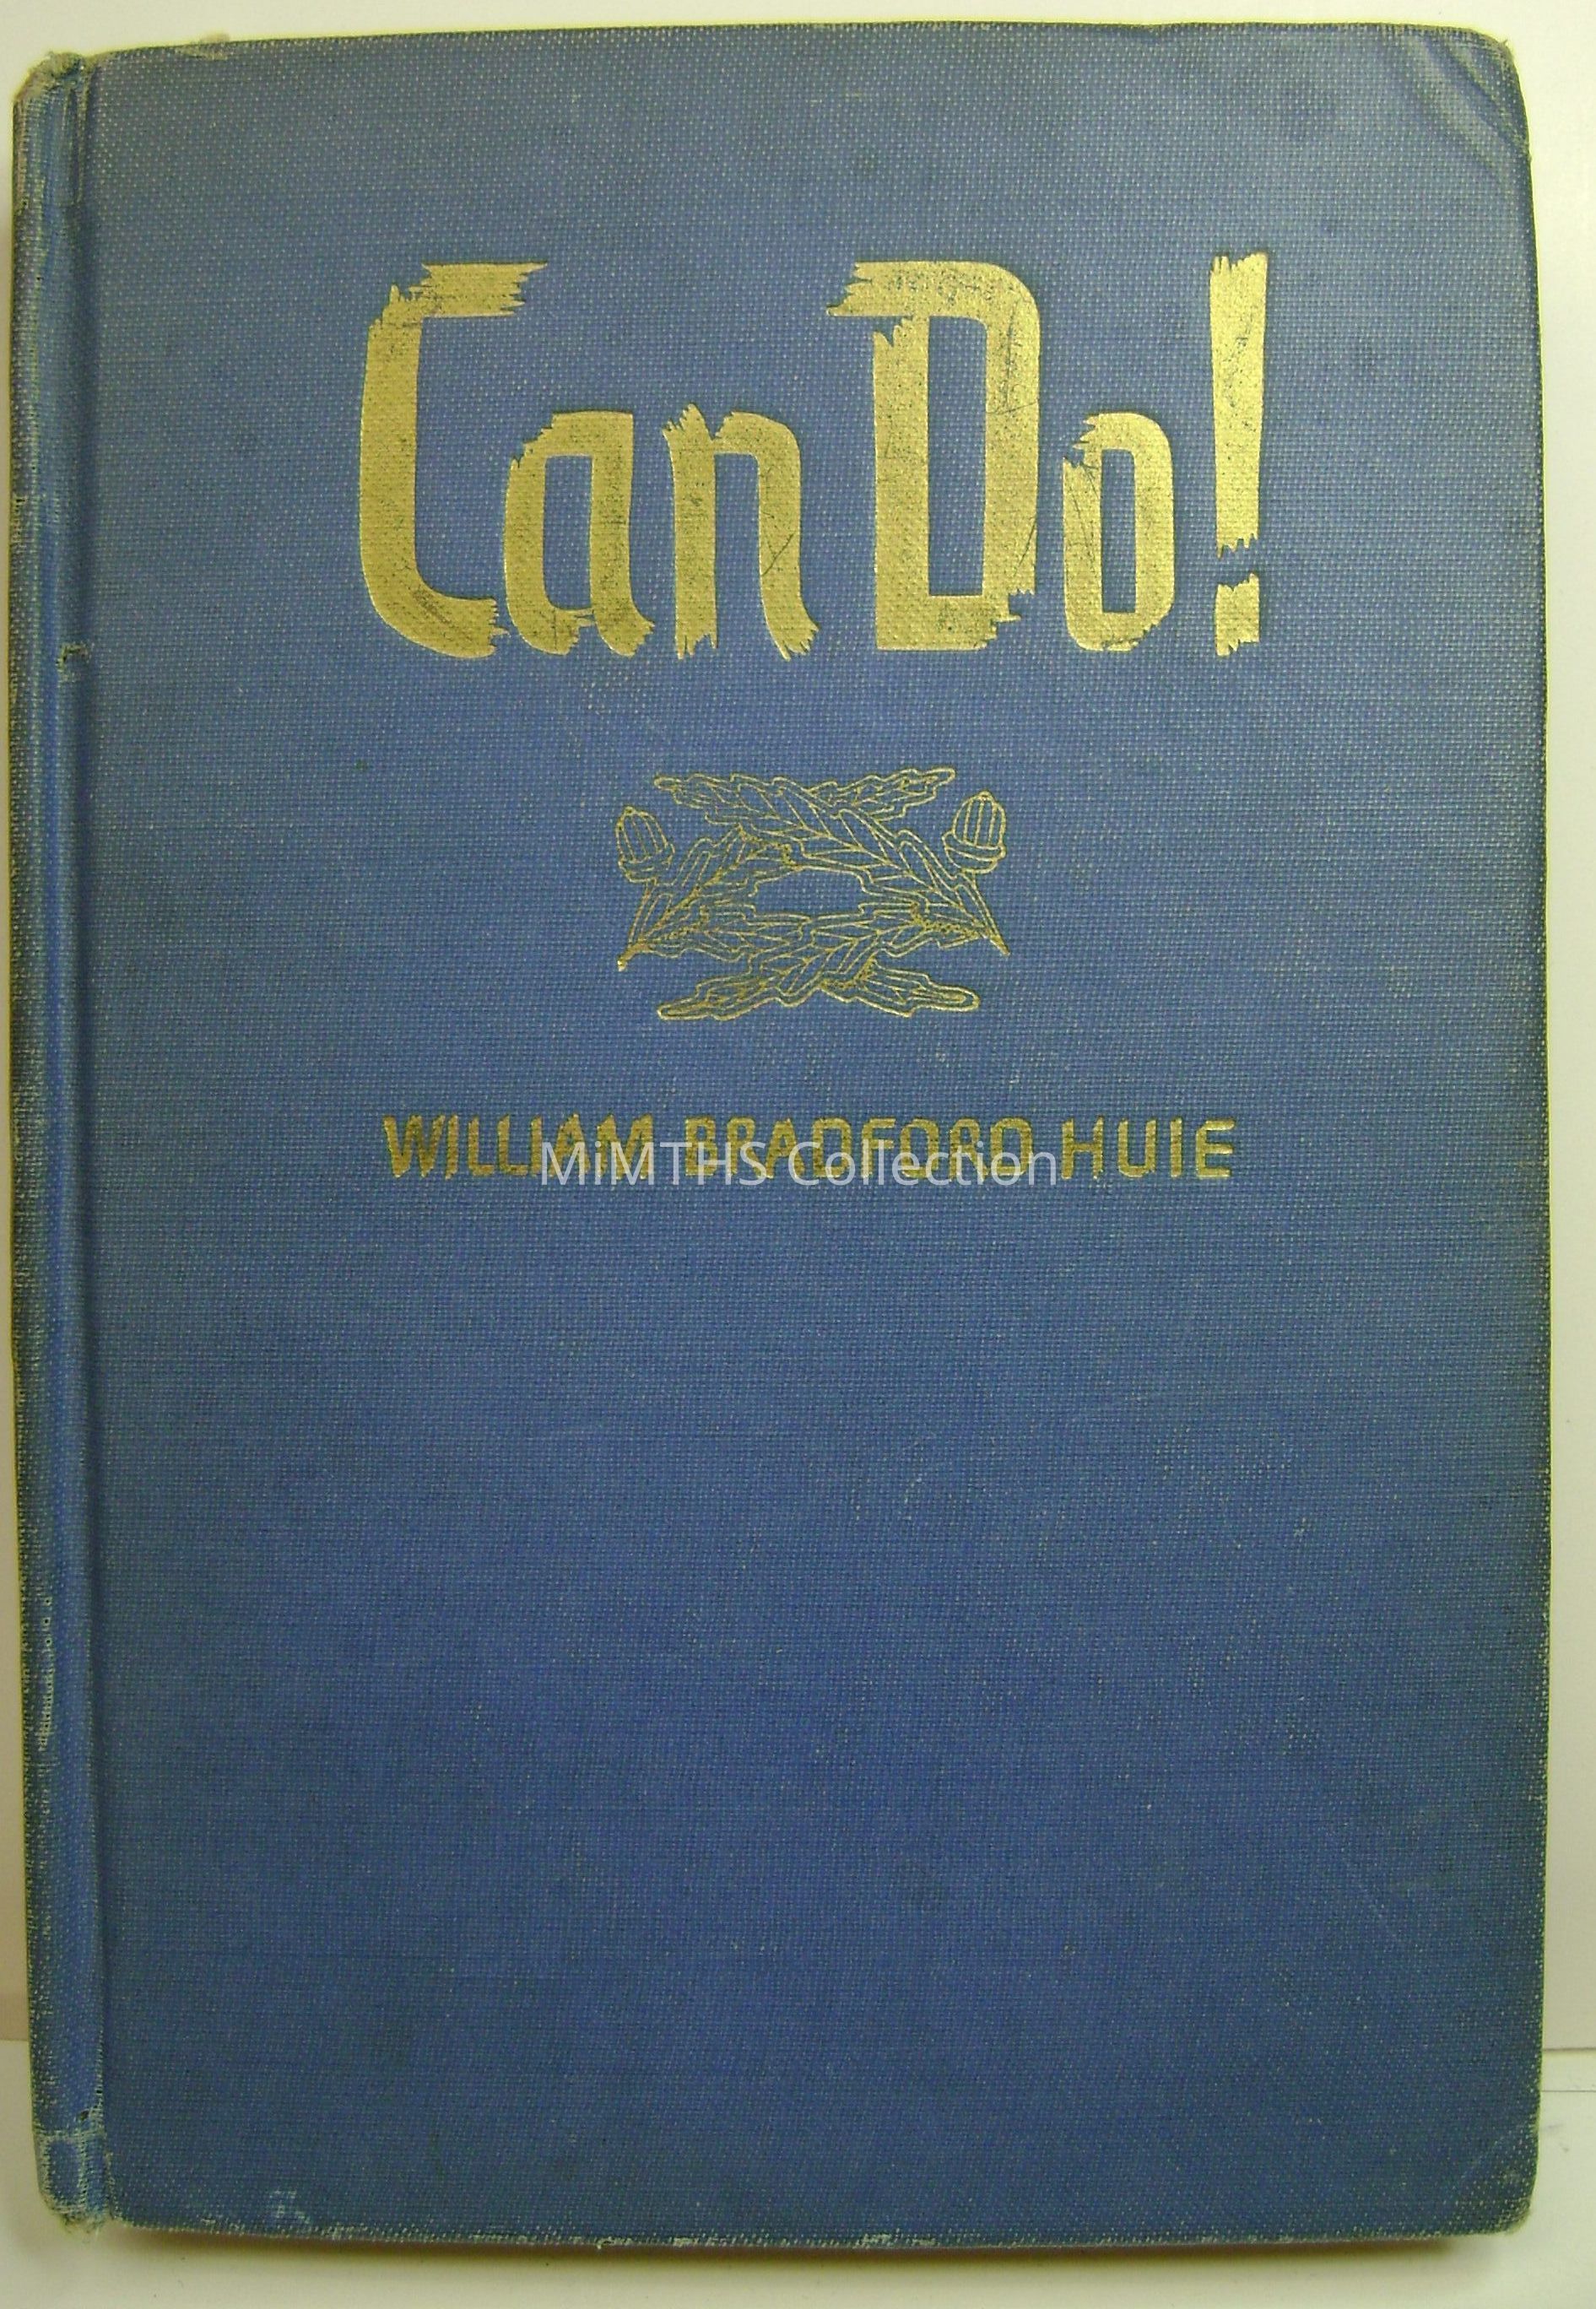 Can Do!
WILLIAM BRADFORD HUIE
MiMTHS Collection